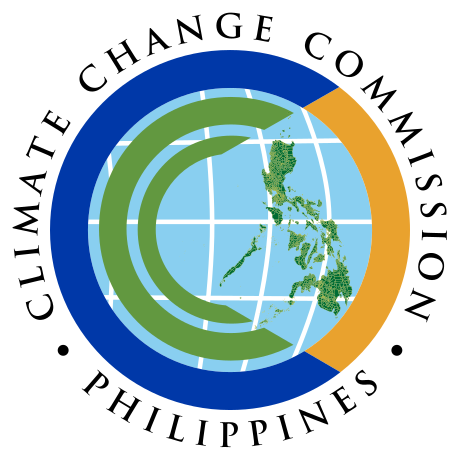 CLIMATE CHANGE COMMISSION
• PHILIPPINES •